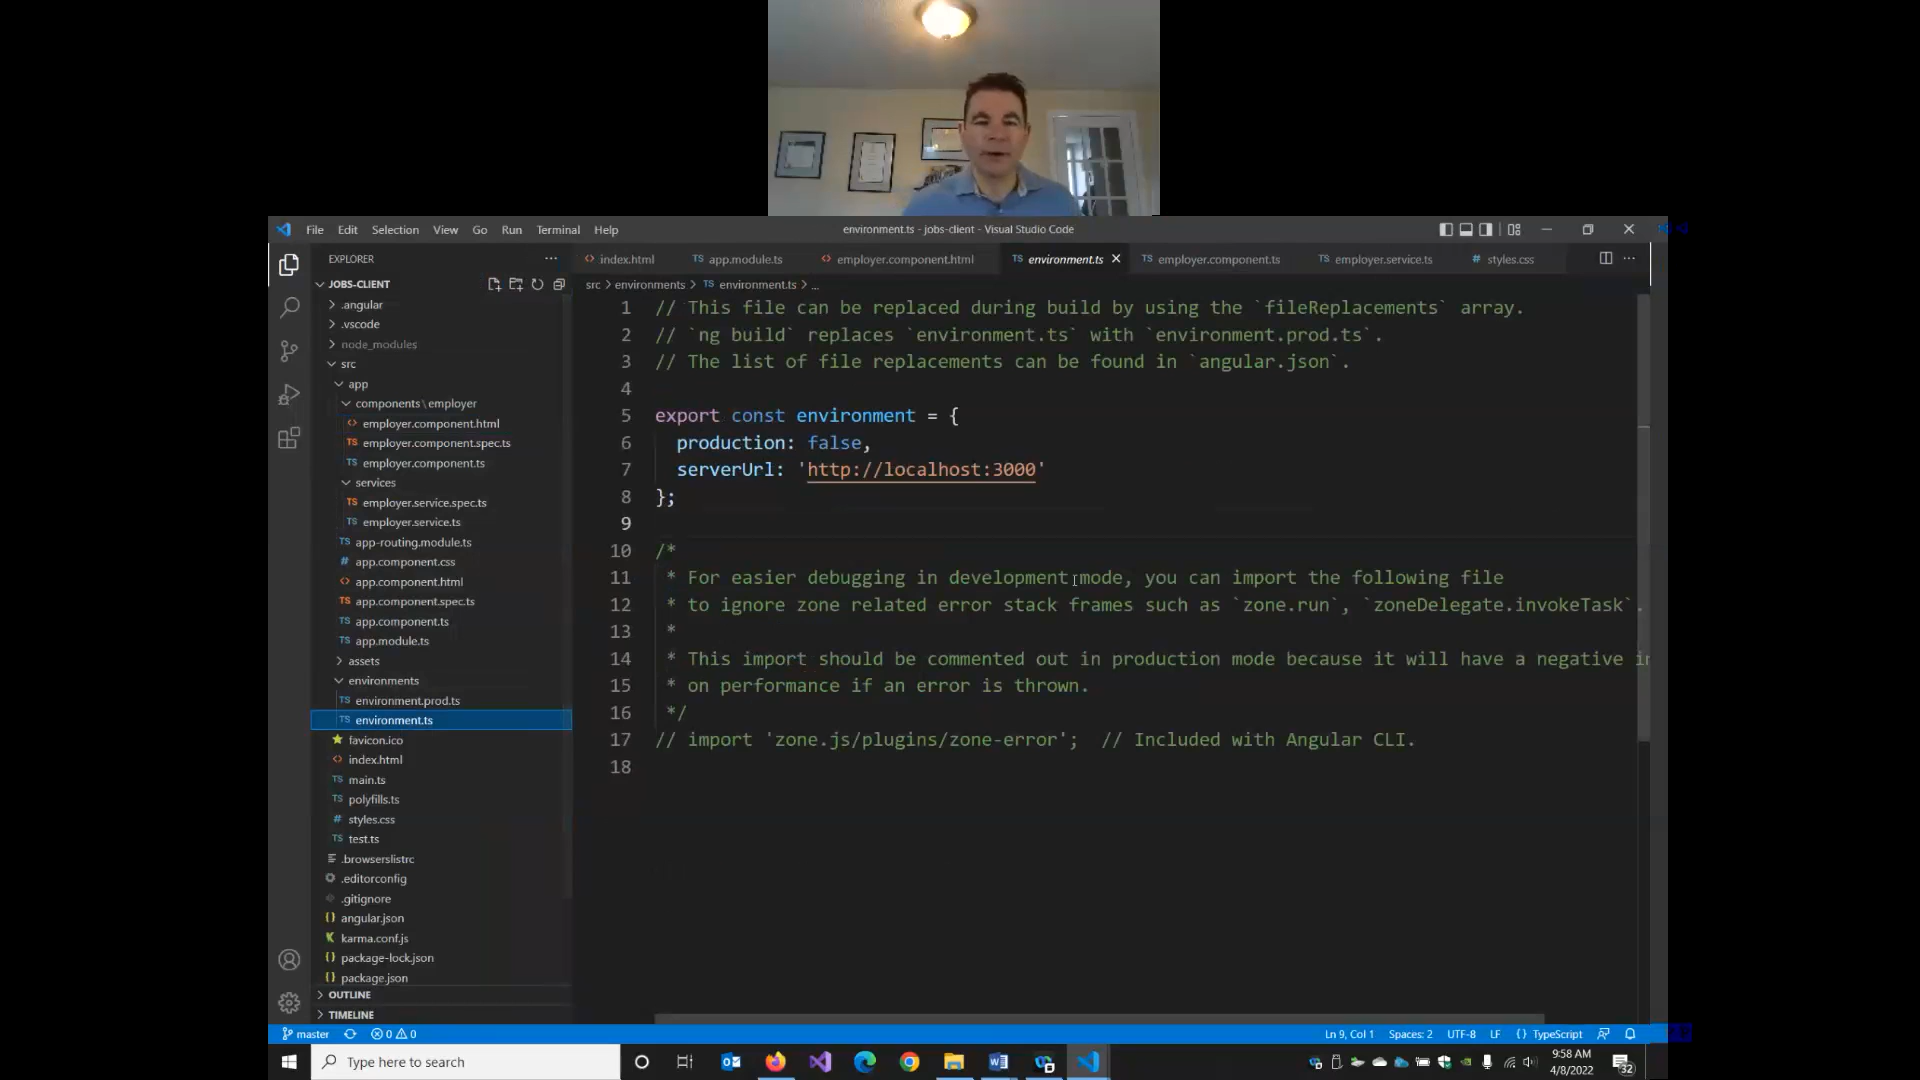 File Edit Selection View Go Run Terminal Help
environment.ts - jobs-client - Visual Studio Code
EXPLORER
JOBS-CLIENT
.angular
.vscode
node_modules
src
app
components\employer
employer.component.html
employer.component.spec.ts
employer.component.ts
services
employer.service.spec.ts
employer.service.ts
app-routing.module.ts
app.component.css
app.component.html
app.component.spec.ts
app.component.ts
app.module.ts
assets
environments
environment.prod.ts
environment.ts
favicon.ico
index.html
main.ts
polyfills.ts
styles.css
test.ts
.browserslistrc
.editorconfig
.gitignore
angular.json
karma.conf.js
package-lock.json
package.json
OUTLINE
TIMELINE
index.html app.module.ts employer.component.html environment.ts employer.component.ts employer.service.ts styles.css
src > environments > environment.ts > ...
1 // This file can be replaced during build by using the `fileReplacements` array.
2 // `ng build` replaces `environment.ts` with `environment.prod.ts`.
3 // The list of file replacements can be found in `angular.json`.
4
5 export const environment = {
6 production: false,
7 serverUrl: 'http://localhost:3000'
8 };
9
10 /*
11 * For easier debugging in development mode, you can import the following file
12 * to ignore zone related error stack frames such as `zone.run`, `zoneDelegate.invokeTask`.
13 *
14 * This import should be commented out in production mode because it will have a negative i
15 * on performance if an error is thrown.
16 */
17 // import 'zone.js/plugins/zone-error';  // Included with Angular CLI.
18
master 0 0 Ln 9, Col 1 Spaces: 2 UTF-8 LF TypeScript
Type here to search
9:58 AM
4/8/2022
32